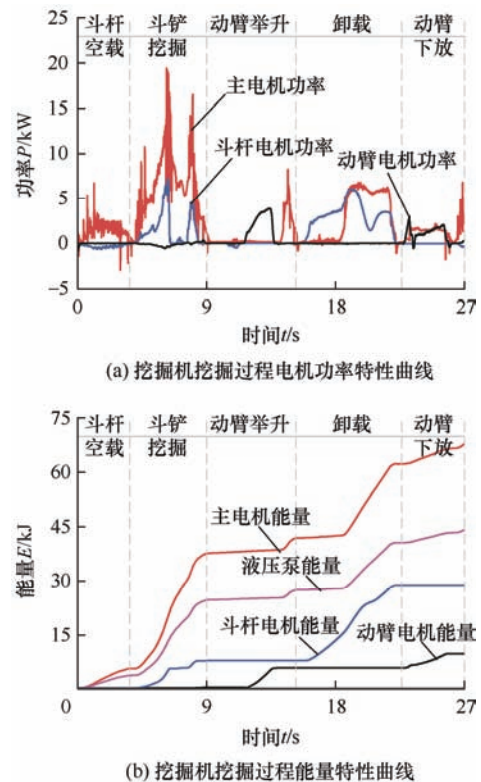 斗杆 斗铲 动臂举升 卸载 动臂
空载 挖掘 下放
25
20
15
10
5
0
−5
功率P/kW
主电机功率
斗杆电机功率
动臂电机功率
0 9 18 27
时间t/s
(a) 挖掘机挖掘过程电机功率特性曲线
斗杆 斗铲 动臂举升 卸载 动臂
空载 挖掘 下放
75
60
45
30
15
0
能量E/kJ
主电机能量
液压泵能量
斗杆电机能量
动臂电机能量
9 18 27
时间t/s
(b) 挖掘机挖掘过程能量特性曲线